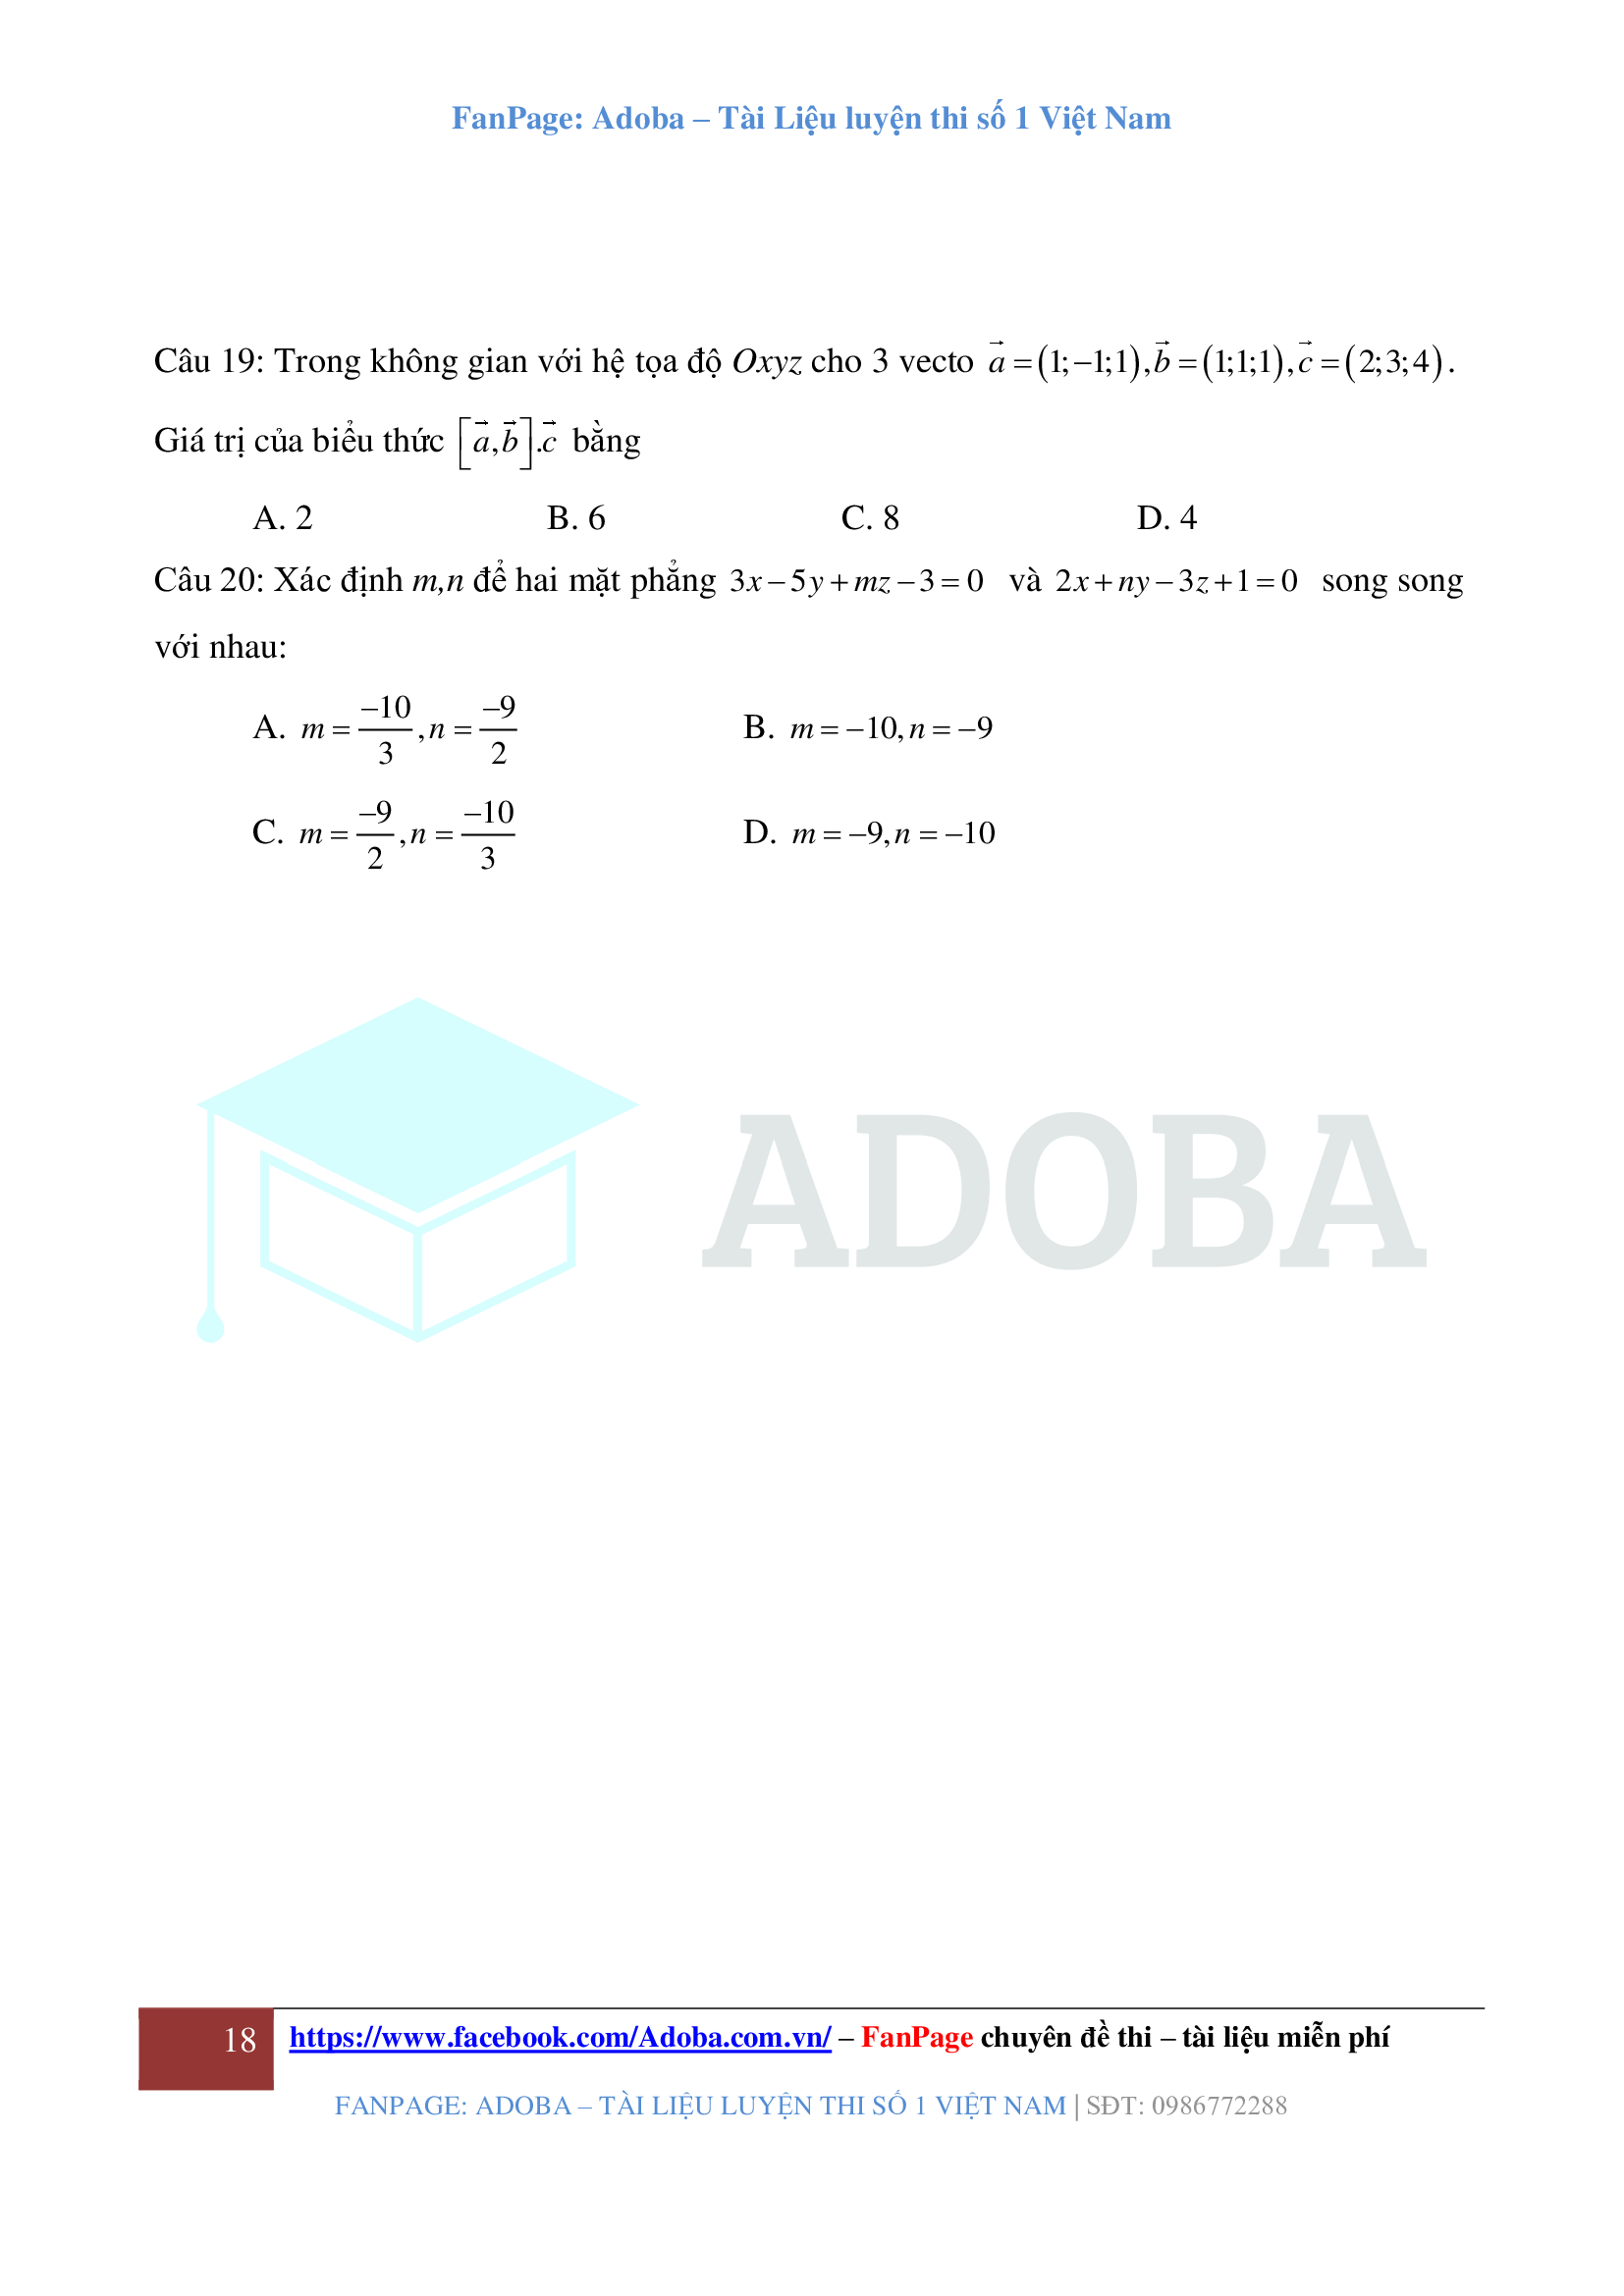 FanPage: Adoba – Tài Liệu luyện thi số 1 Việt Nam
Câu 19: Trong không gian với hệ tọa độ Oxyz cho 3 vecto $\vec{a}=(1;-1;1),\vec{b}=(1;1;1),\vec{c}=(2;3;4)$.
Giá trị của biểu thức $[\vec{a},\vec{b}].\vec{c}$ bằng
A. 2 B. 6 C. 8 D. 4
Câu 20: Xác định m,n để hai mặt phẳng $3x-5y+mz-3=0$ và $2x+ny-3z+1=0$ song song
với nhau:
A. $m=\frac{-10}{3},n=\frac{-9}{2}$ B. $m=-10,n=-9$
C. $m=\frac{-9}{2},n=\frac{-10}{3}$ D. $m=-9,n=-10$
ADOBA
18 https://www.facebook.com/Adoba.com.vn/ – FanPage chuyên đề thi – tài liệu miễn phí
FANPAGE: ADOBA – TÀI LIỆU LUYỆN THI SỐ 1 VIỆT NAM | SĐT: 0986772288